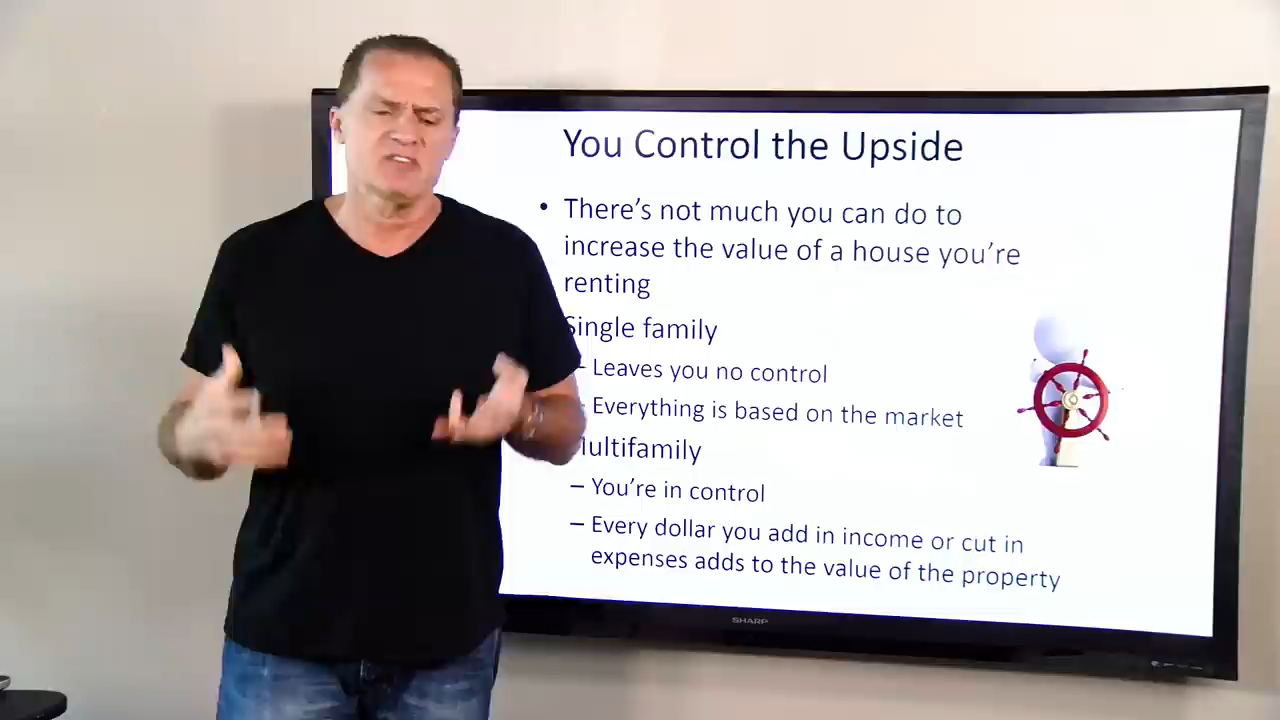 You Control the Upside
• There's not much you can do to
increase the value of a house you're
renting
Single family
– Leaves you no control
– Everything is based on the market
Multifamily
– You're in control
– Every dollar you add in income or cut in
expenses adds to the value of the property
SHARP